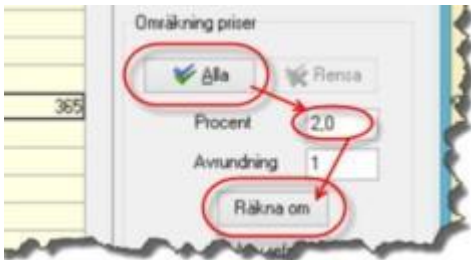 Omräkning priser
Alla Rensa
365
Procent 2,0
Avrundning 1
Räkna om